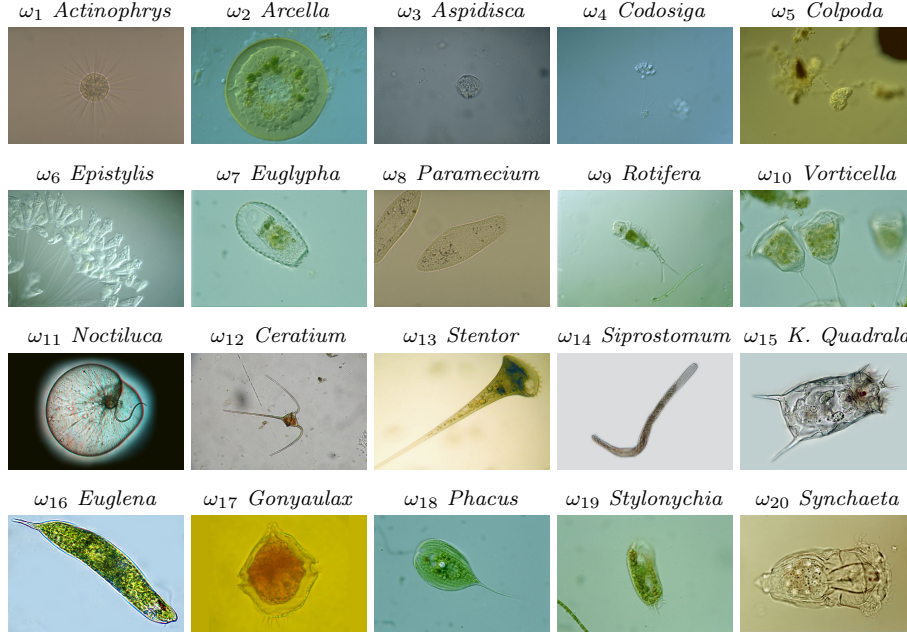 ω1 Actinophrys ω2 Arcella ω3 Aspidisca ω4 Codosiga ω5 Colpoda
ω6 Epistylis ω7 Euglypha ω8 Paramecium ω9 Rotifera ω10 Vorticella
ω11 Noctiluca ω12 Ceratium ω13 Stentor ω14 Siprostomum ω15 K. Quadrala
ω16 Euglena ω17 Gonyaulax ω18 Phacus ω19 Stylonychia ω20 Synchaeta